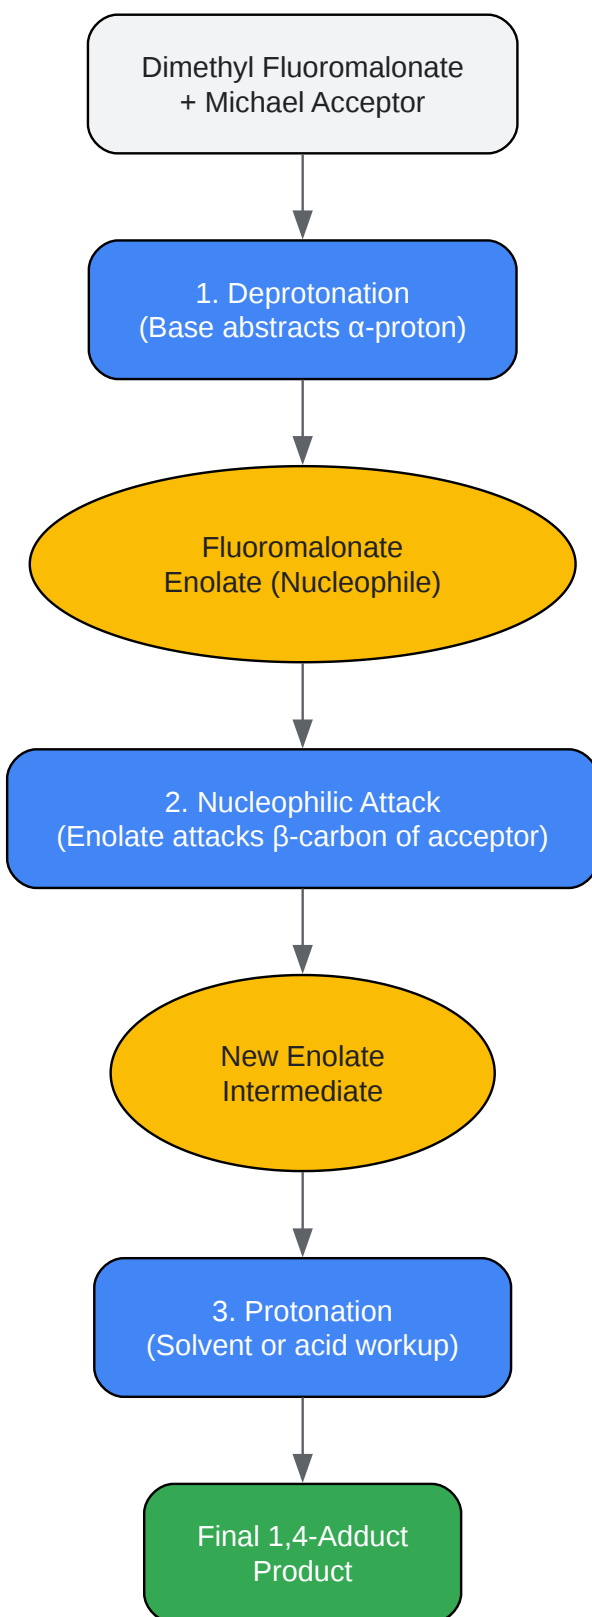 Dimethyl Fluoromalonate
+ Michael Acceptor
1. Deprotonation
(Base abstracts α-proton)
Fluoromalonate
Enolate (Nucleophile)
2. Nucleophilic Attack
(Enolate attacks β-carbon of acceptor)
New Enolate
Intermediate
3. Protonation
(Solvent or acid workup)
Final 1,4-Adduct
Product